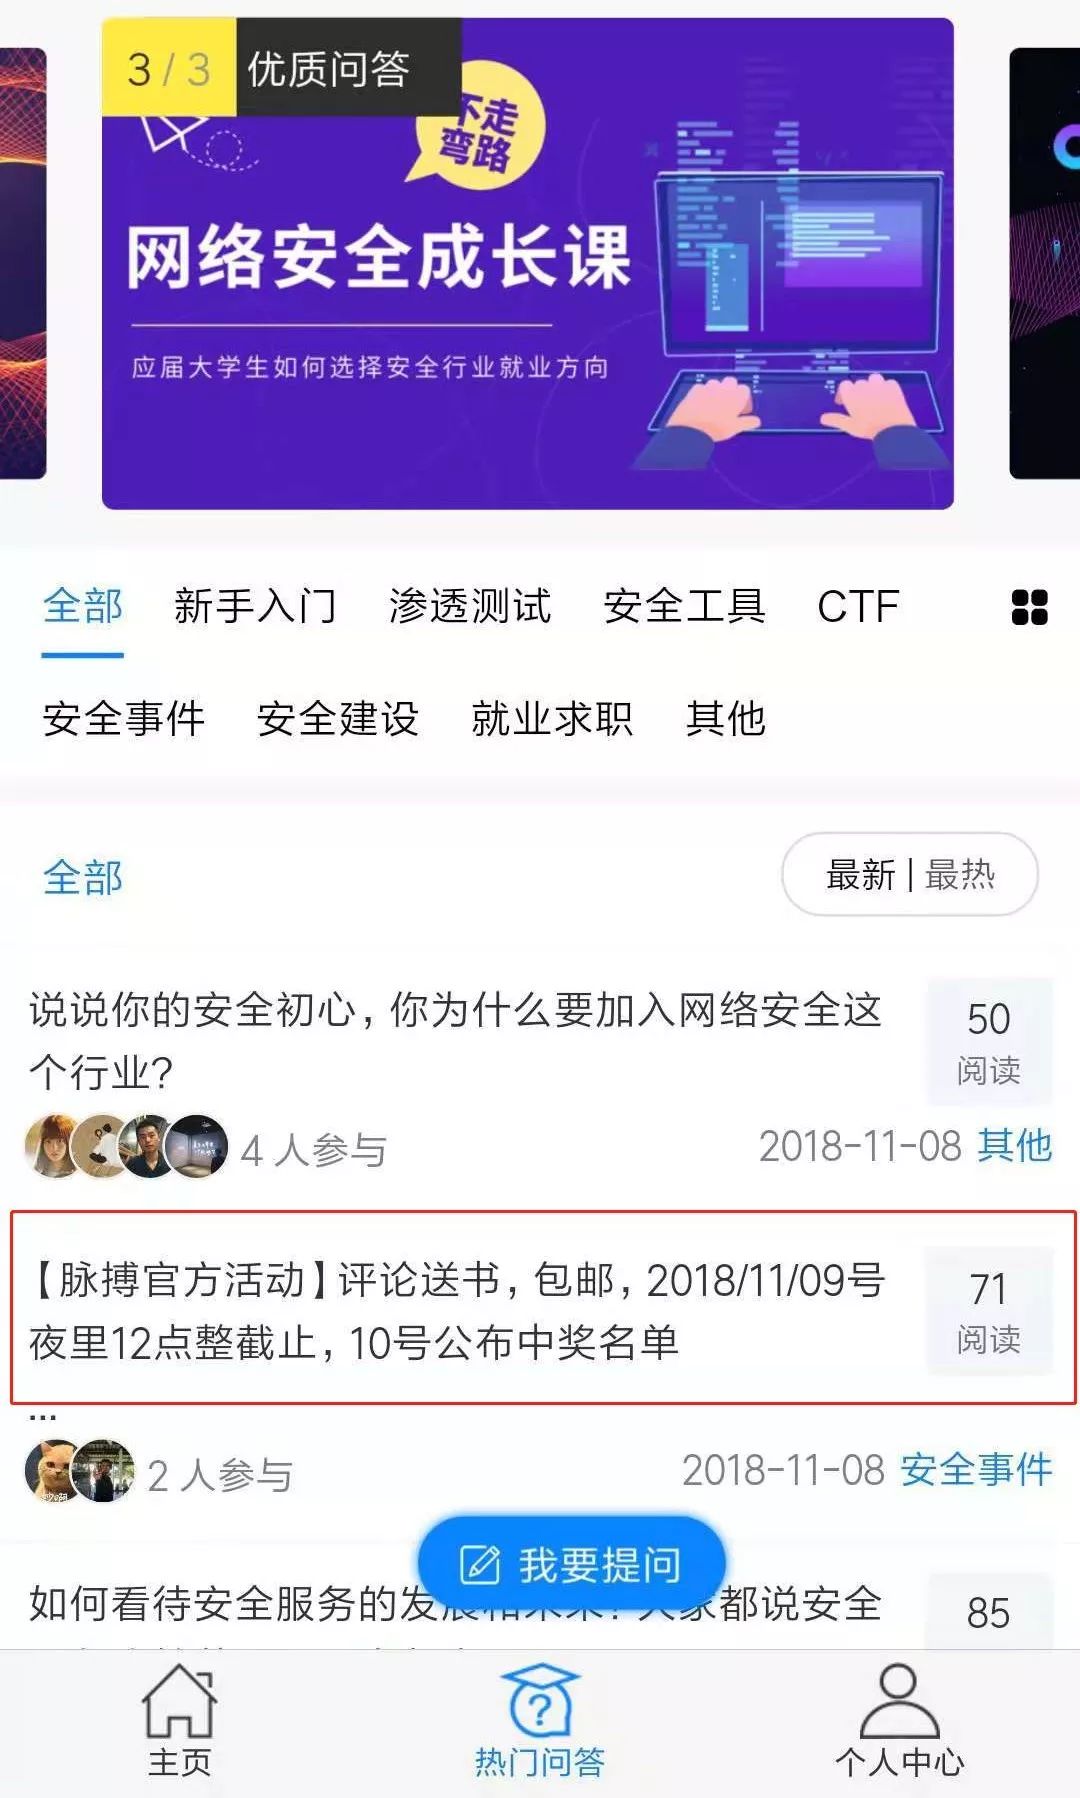 3 / 3 优质问答
不走
弯路
网络安全成长课
应届大学生如何选择安全行业就业方向
全部 新手入门 渗透测试 安全工具 CTF
安全事件 安全建设 就业求职 其他
全部 最新 | 最热
说说你的安全初心，你为什么要加入网络安全这 50
个行业？ 阅读
4 人参与 2018-11-08 其他
【脉搏官方活动】评论送书，包邮，2018/11/09号 71
夜里12点整截止，10号公布中奖名单 阅读
...
2 人参与 2018-11-08 安全事件
我要提问
如何看待安全服务的发展和未来？大家都说安全 85
主页 热门问答 个人中心